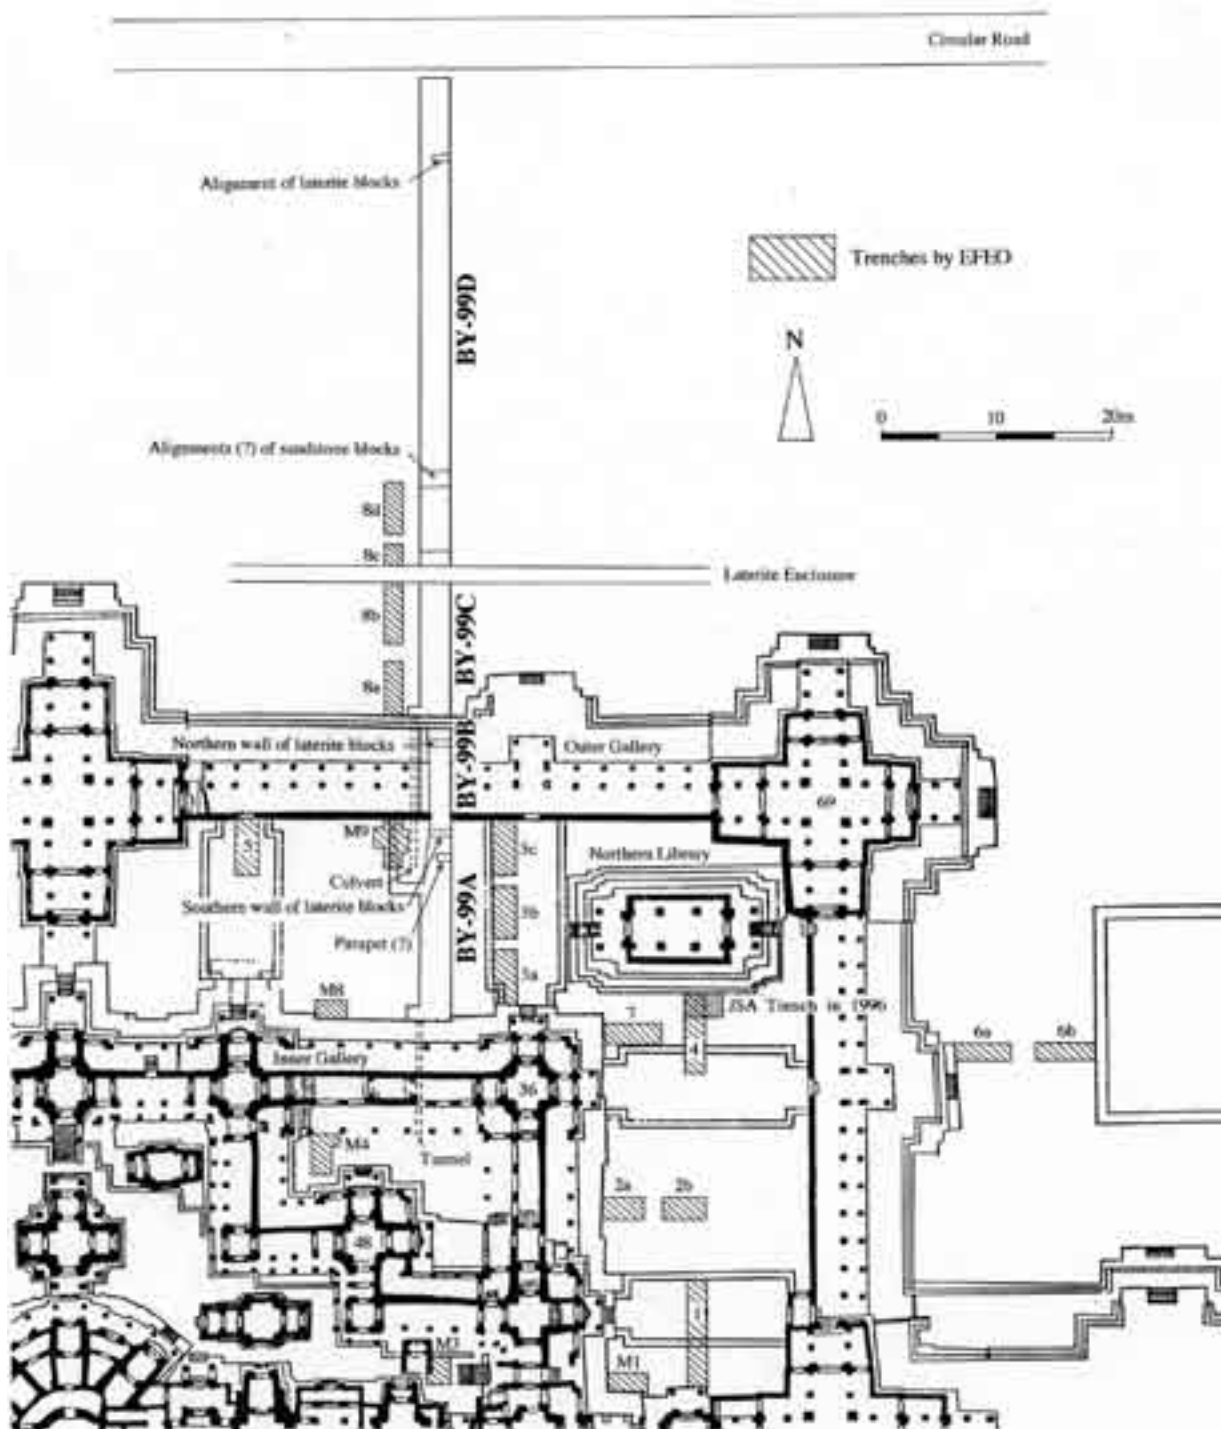 Circular Road
Alignment of laterite blocks
Trenches by EFEO
BY-99D
N
0 10 20m
Alignments (?) of sandstone blocks
8d
8c
Laterite Enclosure
8b
BY-99C
8a
Northern wall of laterite blocks
BY-99B
Outer Gallery
69
M9
5
3c
Northern Library
Culvert
Southern wall of laterite blocks
3b
BY-99A
Parapet (?)
3a
M8
JSA Trench in 1996
7
4
6a
6b
Inner Gallery
36
M4
Tunnel
2a
2b
48
1
M3
M1